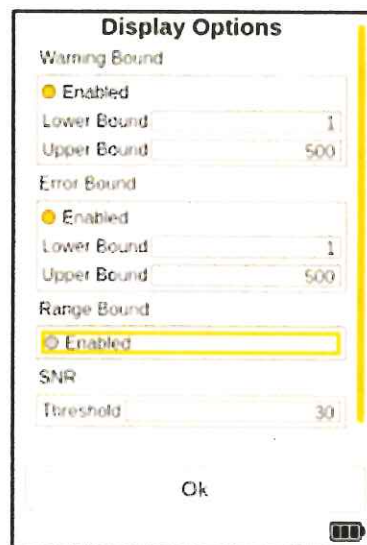 Display Options
Warning Bound
Enabled
Lower Bound 1
Upper Bound 500
Error Bound
Enabled
Lower Bound 1
Upper Bound 500
Range Bound
Enabled
SNR
Threshold 30
Ok